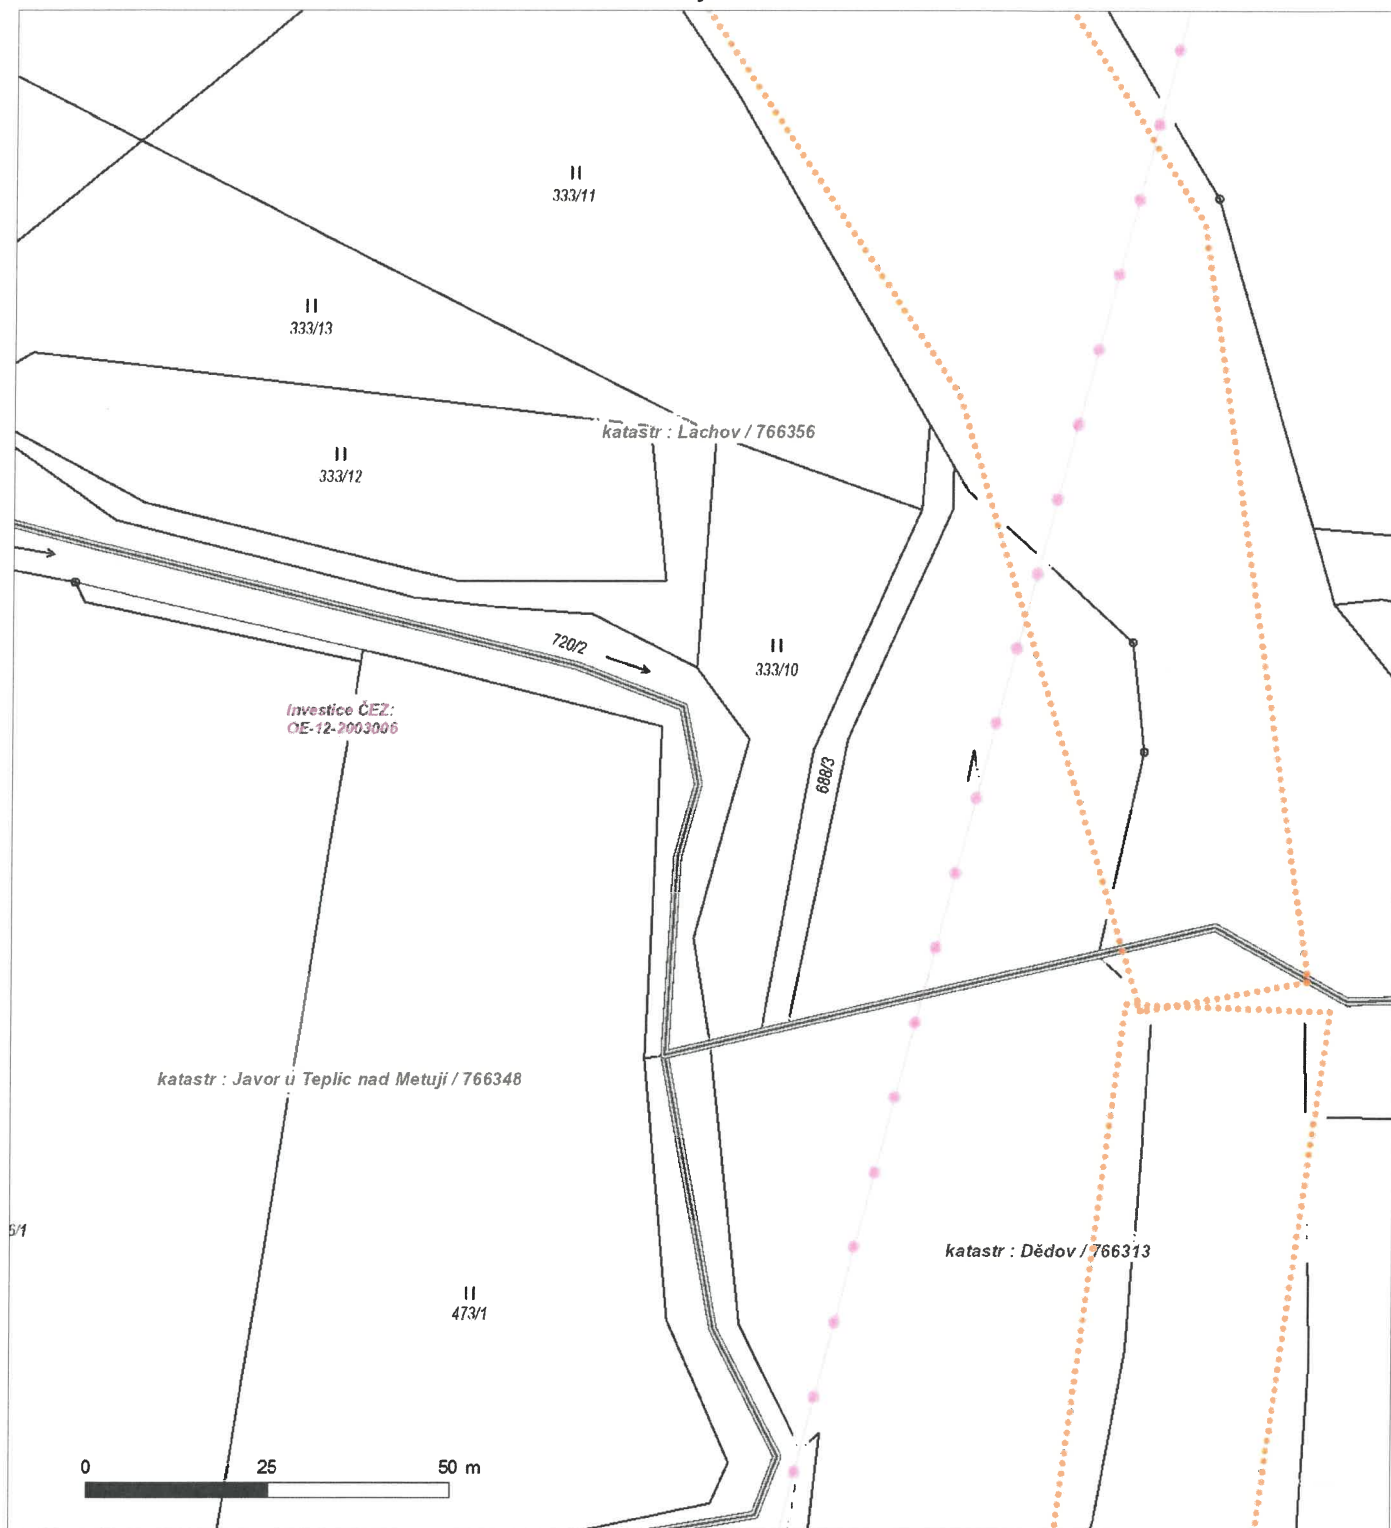 II
333/11
II
333/13
katastr : Lachov / 766356
II
333/12
720/2
II
333/10
Investice ČEZ:
OE-12-2003006
688/3
katastr : Javor u Teplic nad Metují / 766348
5/1
katastr : Dědov / 766313
II
473/1
0 25 50 m